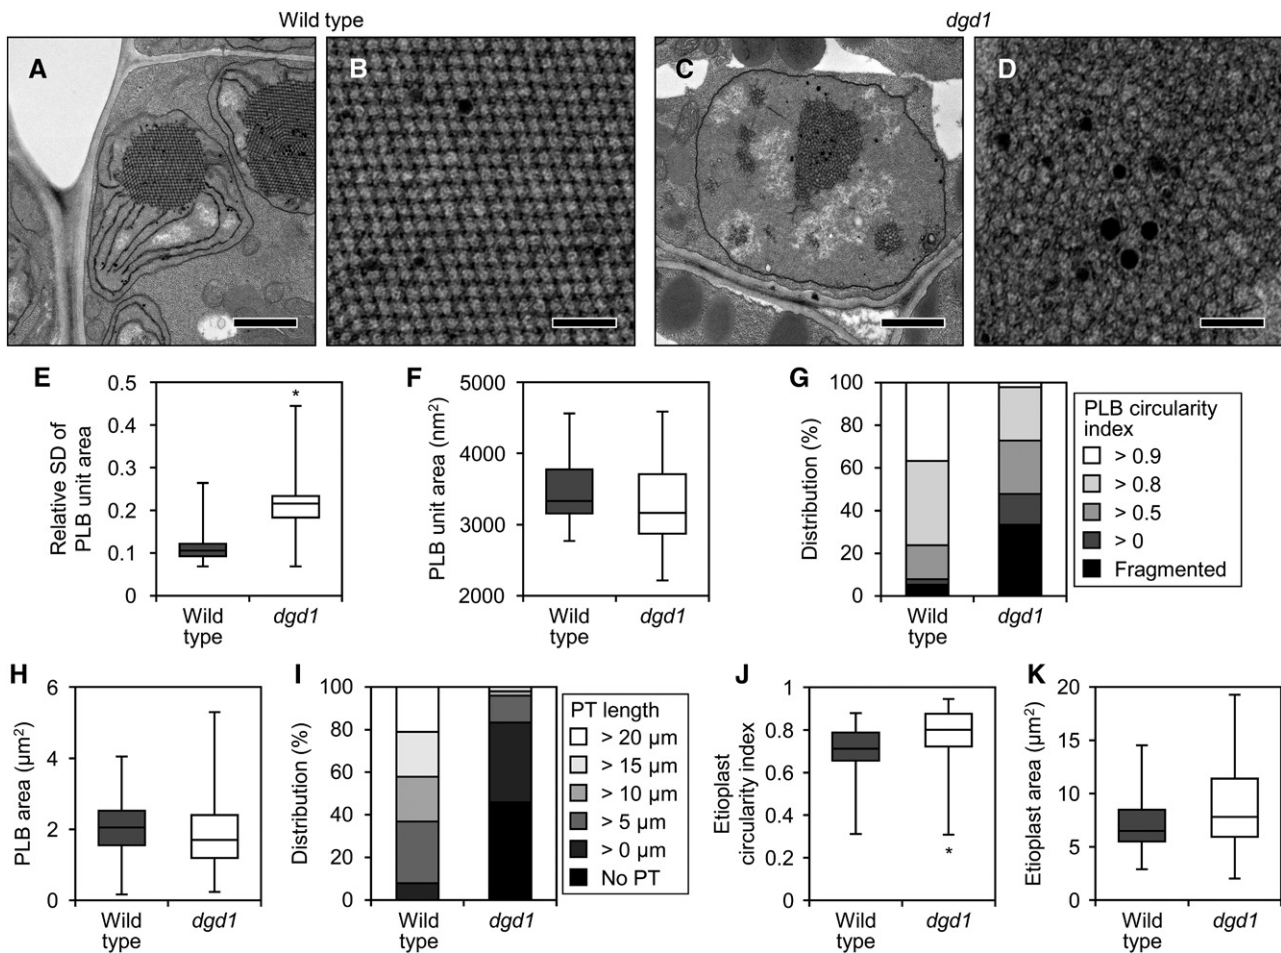 Wild type
dgd1
A
B
C
D
E
Relative SD of
PLB unit area
0.5
0.4
0.3
0.2
0.1
0
*
Wild
type
dgd1
F
PLB unit area (nm²)
5000
4000
3000
2000
Wild
type
dgd1
G
Distribution (%)
100
80
60
40
20
0
Wild
type
dgd1
PLB circularity
index
> 0.9
> 0.8
> 0.5
> 0
Fragmented
H
PLB area (µm²)
6
4
2
0
Wild
type
dgd1
I
Distribution (%)
100
80
60
40
20
0
Wild
type
dgd1
PT length
> 20 µm
> 15 µm
> 10 µm
> 5 µm
> 0 µm
No PT
J
Etioplast
circularity index
1
0.8
0.6
0.4
0.2
0
*
Wild
type
dgd1
K
Etioplast area (µm²)
20
15
10
5
0
Wild
type
dgd1